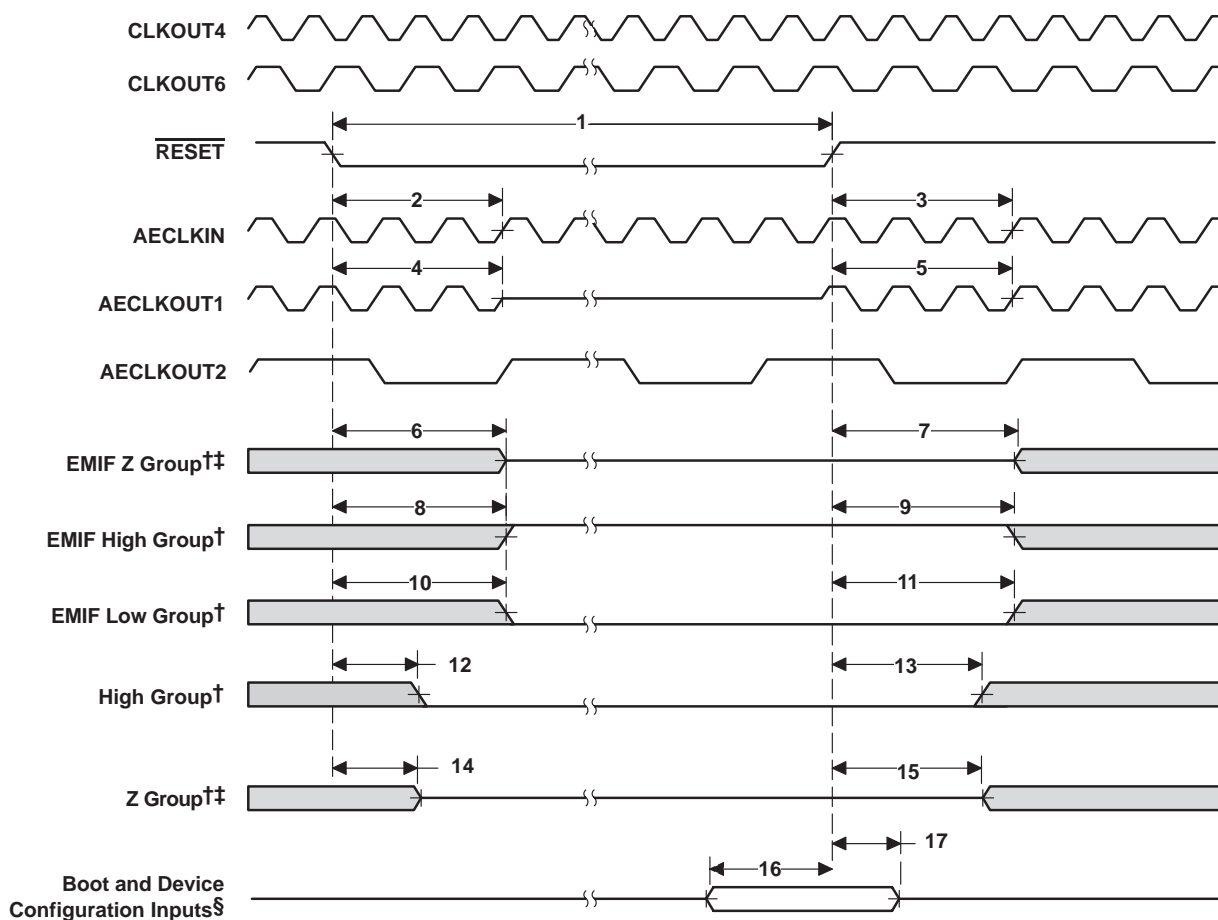 CLKOUT4
CLKOUT6
1
RESET
2
3
AECLKIN
4
5
AECLKOUT1
AECLKOUT2
6
7
EMIF Z Group†‡
8
9
EMIF High Group†
10
11
EMIF Low Group†
12
13
High Group†
14
15
Z Group†‡
17
16
Boot and Device
Configuration Inputs§